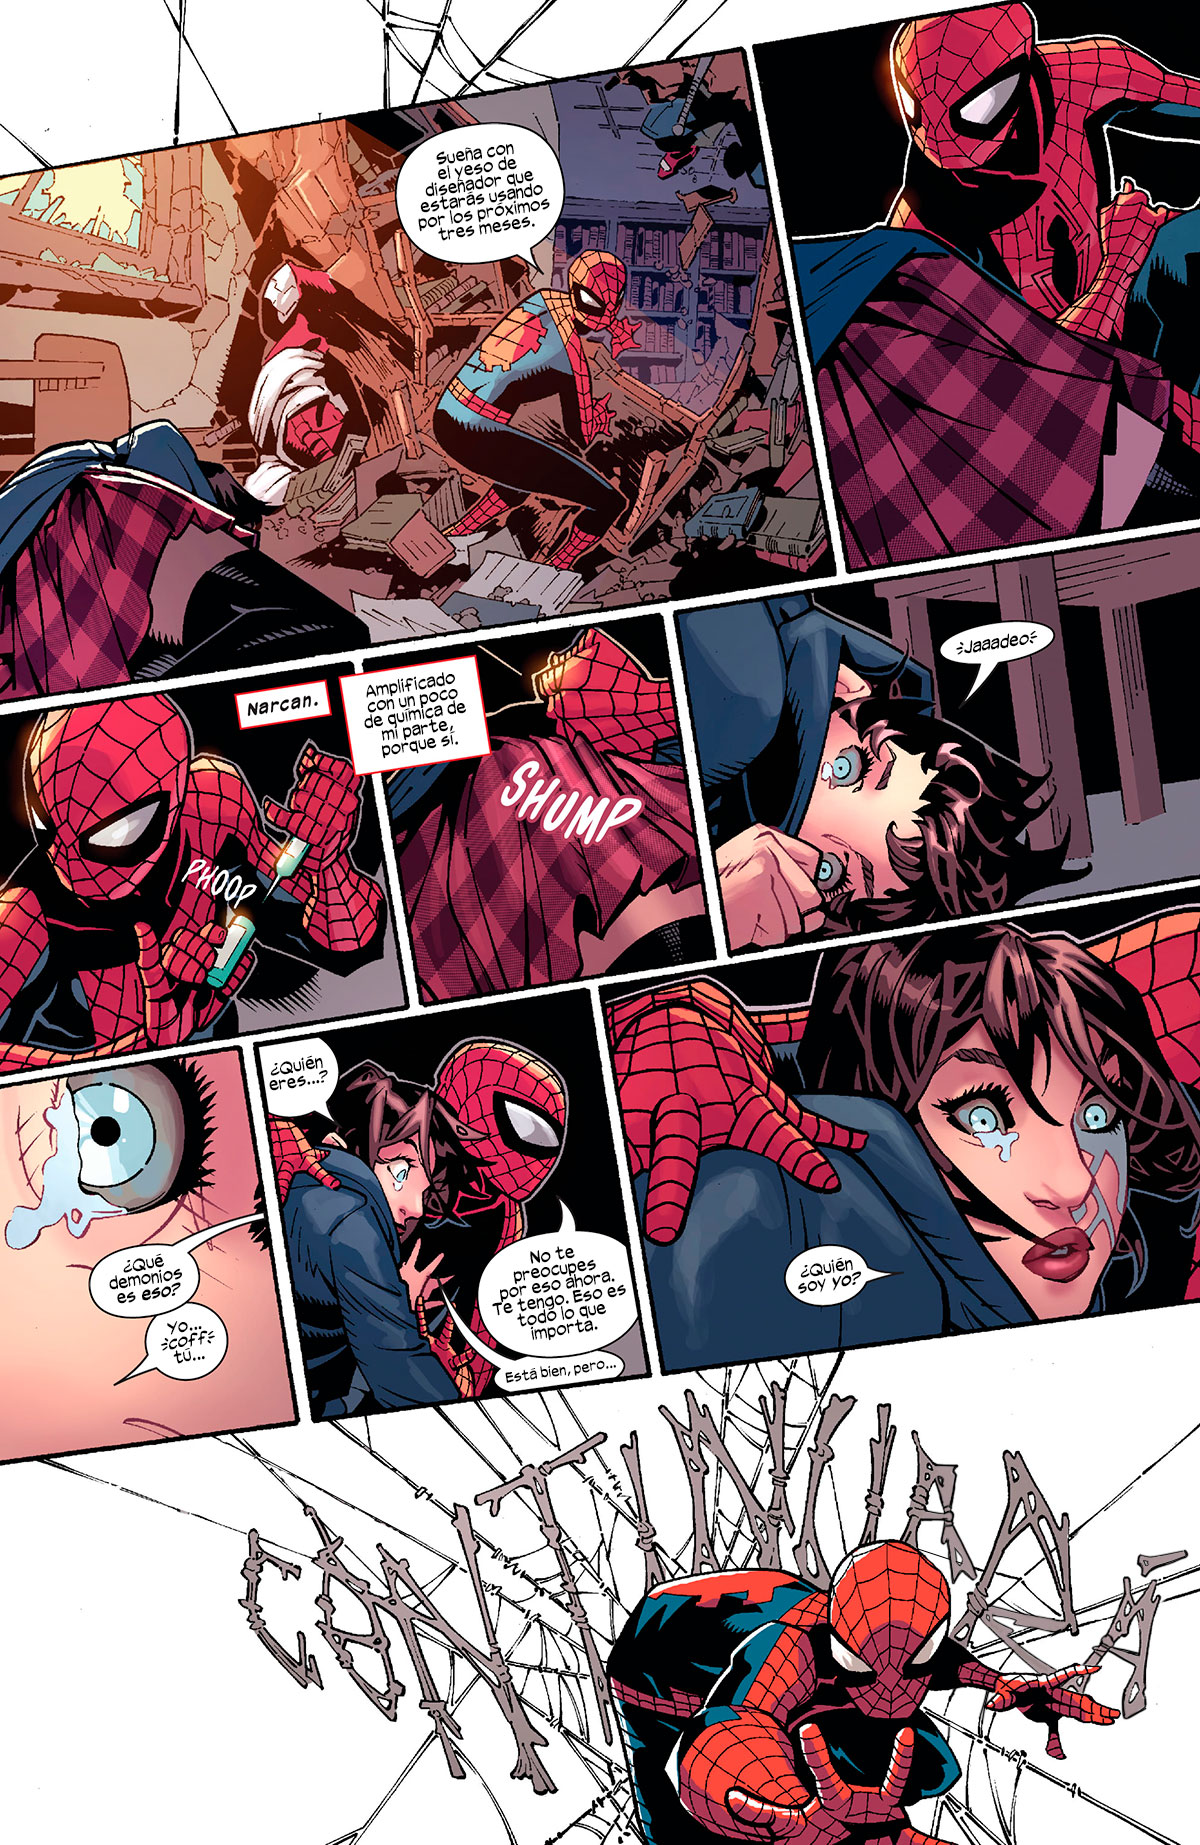 Sueña con
el yeso de
diseñador que
estarás usando
por los próximos
tres meses.
Narcan.
PHOOP
Amplificado
con un poco
de química de
mi parte,
porque sí.
SHUMP
Jaaadeo
¿Qué
demonios
es eso?
Yo...
coff
tú...
¿Quién
eres...?
No te
preocupes
por eso ahora.
Te tengo. Eso es
todo lo que
importa.
Está bien, pero...
¿Quién
soy yo?
CONTINUARÁ